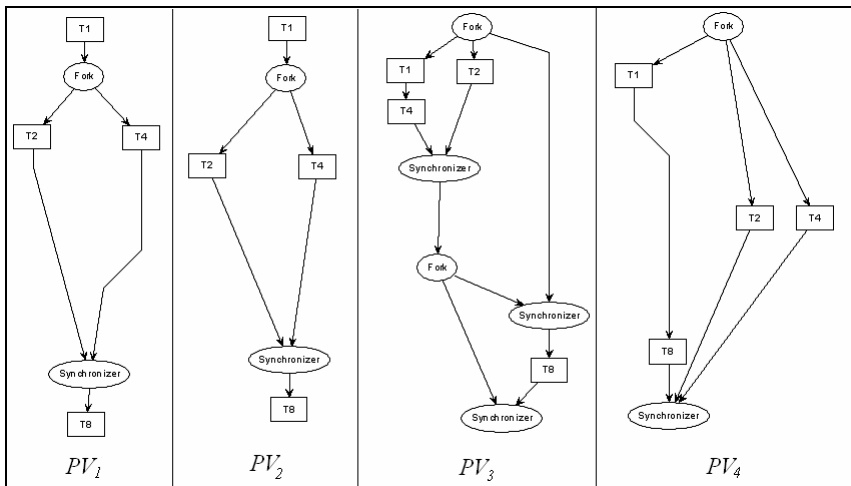 T1
Fork
T2
T4
Synchronizer
T8
PV1
T1
Fork
T2
T4
Synchronizer
T8
PV2
Fork
T1
T2
T4
Synchronizer
Fork
Synchronizer
T8
Synchronizer
PV3
Fork
T1
T2
T4
T8
Synchronizer
PV4